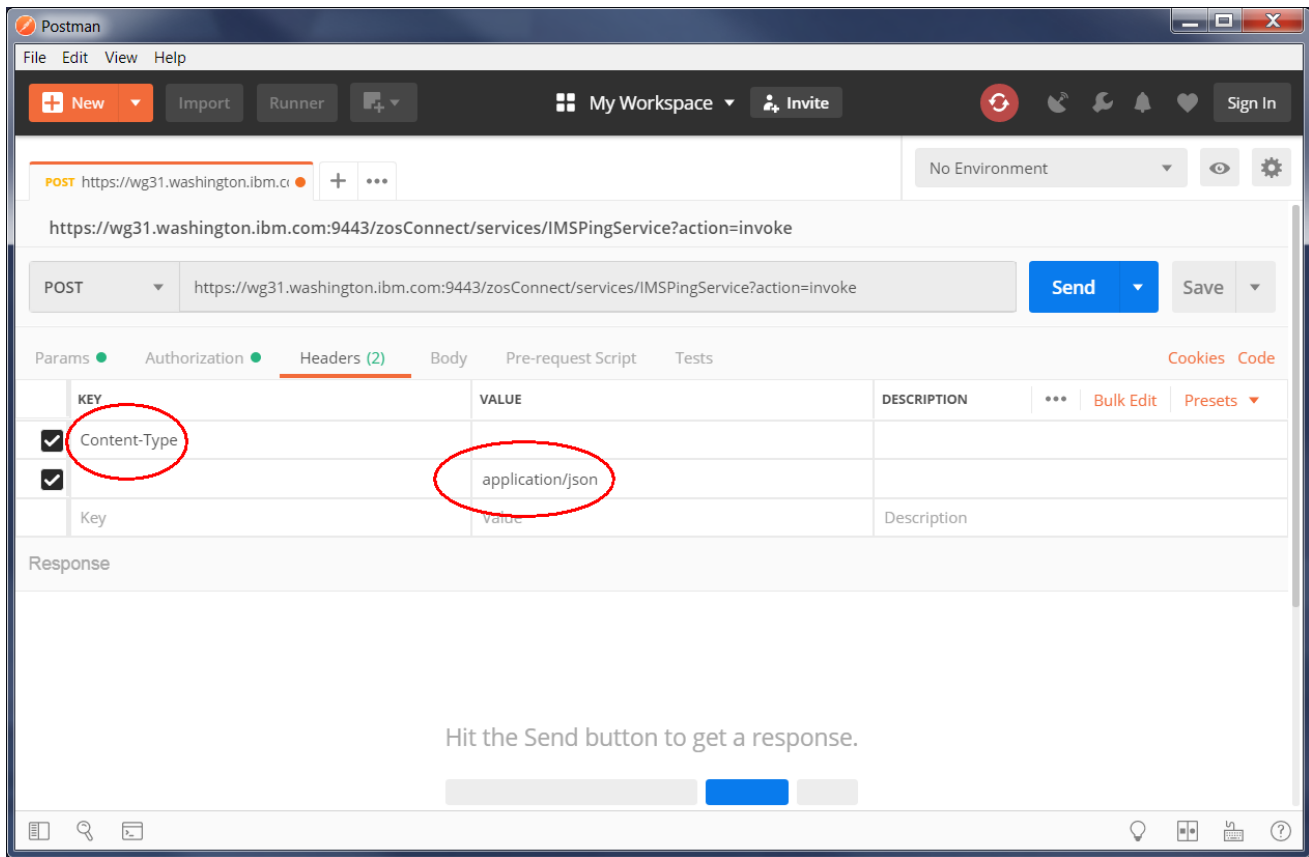 Postman
File Edit View Help
New Import Runner My Workspace Invite Sign In
POST https://wg31.washington.ibm.cc No Environment
https://wg31.washington.ibm.com:9443/zosConnect/services/IMSPingService?action=invoke
POST https://wg31.washington.ibm.com:9443/zosConnect/services/IMSPingService?action=invoke Send Save
Params Authorization Headers (2) Body Pre-request Script Tests Cookies Code
KEY VALUE DESCRIPTION Bulk Edit Presets
Content-Type
application/json
Key Value Description
Response
Hit the Send button to get a response.